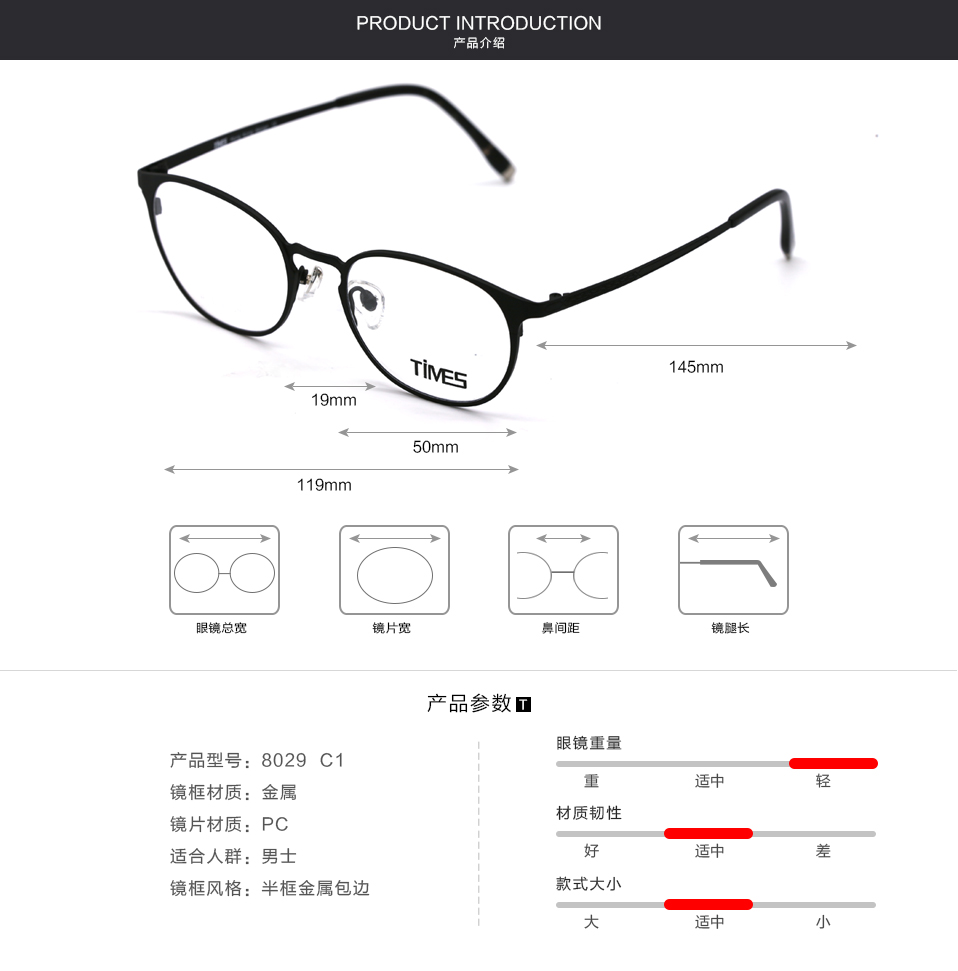 PRODUCT INTRODUCTION
产品介绍
TiMES
145mm
19mm
50mm
119mm
眼镜总宽
镜片宽
鼻间距
镜腿长
产品参数 T
产品型号：8029 C1
镜框材质：金属
镜片材质：PC
适合人群：男士
镜框风格：半框金属包边
眼镜重量
重 适中 轻
材质韧性
好 适中 差
款式大小
大 适中 小